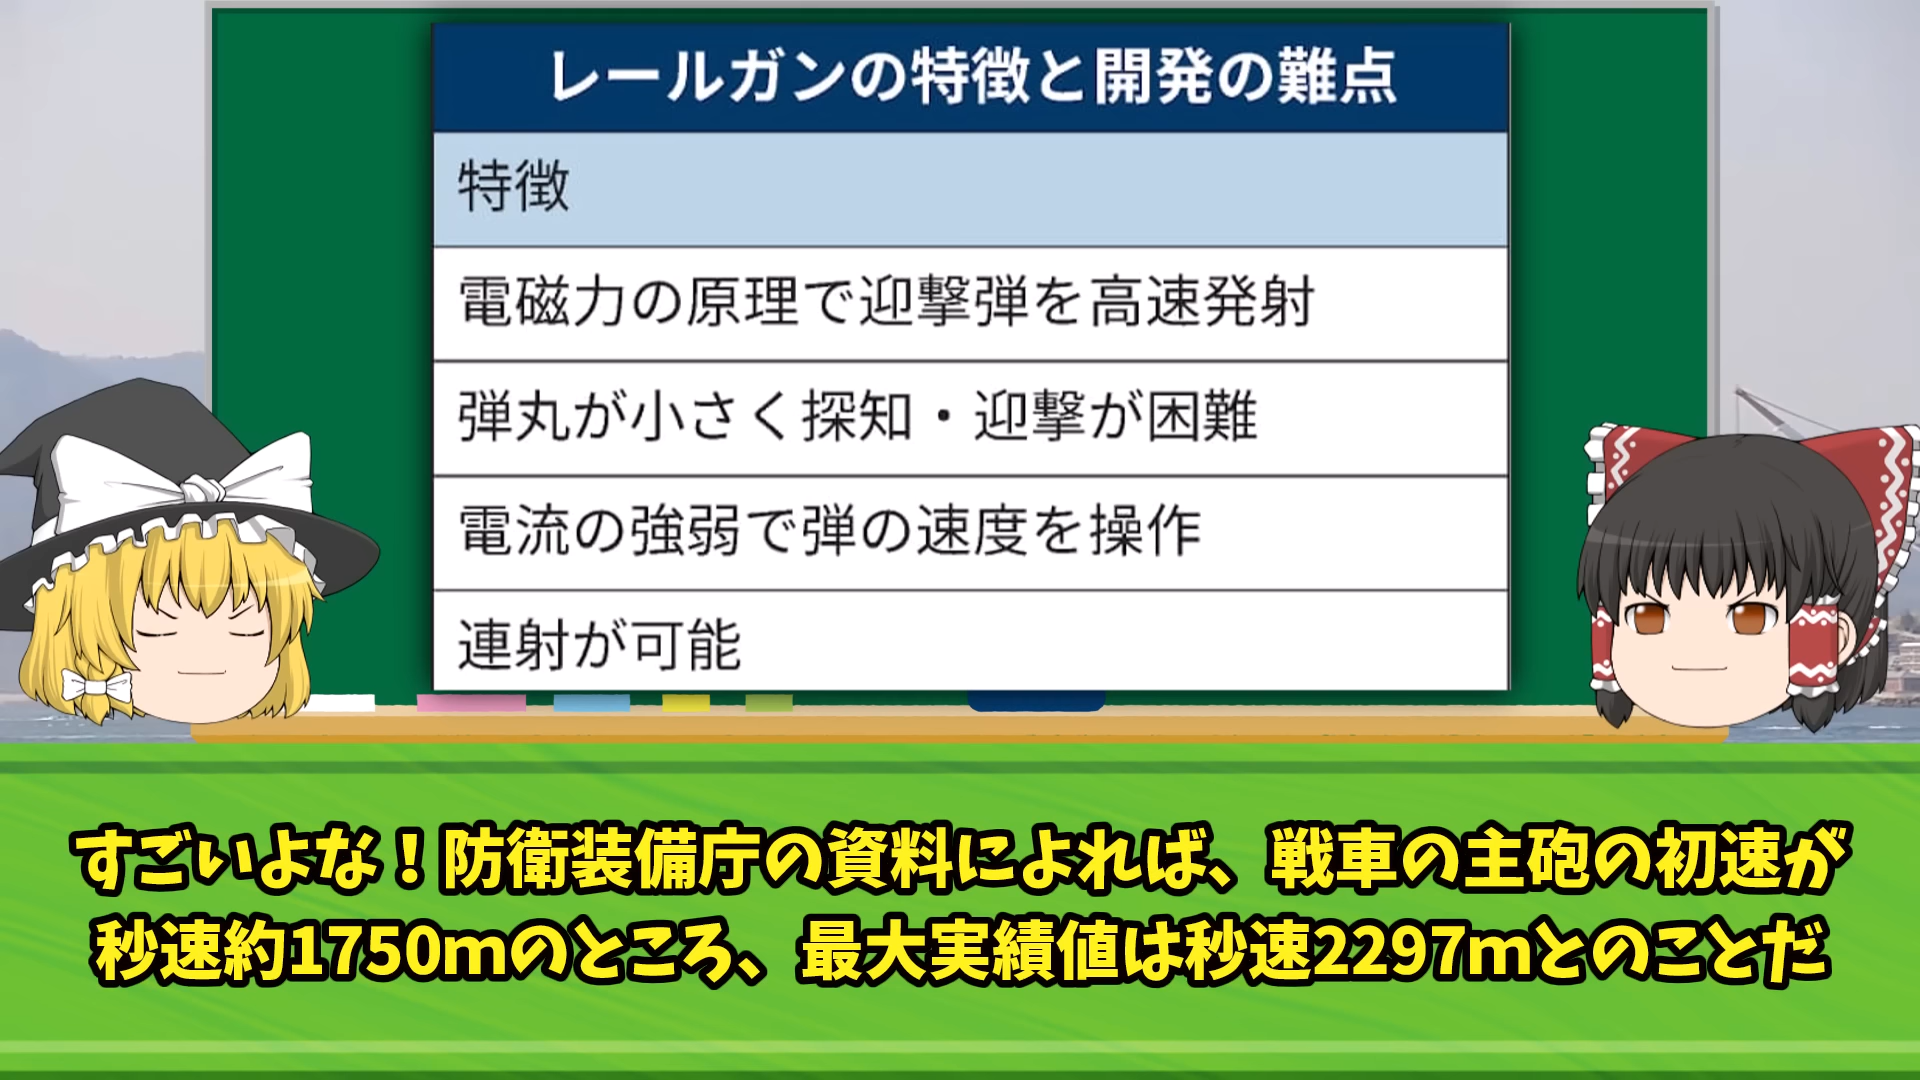 レールガンの特徴と開発の難点
特徴
電磁力の原理で迎撃弾を高速発射
弾丸が小さく探知・迎撃が困難
電流の強弱で弾の速度を操作
連射が可能
すごいよな！防衛装備庁の資料によれば、戦車の主砲の初速が
秒速約1750mのところ、最大実績値は秒速2297mとのことだ